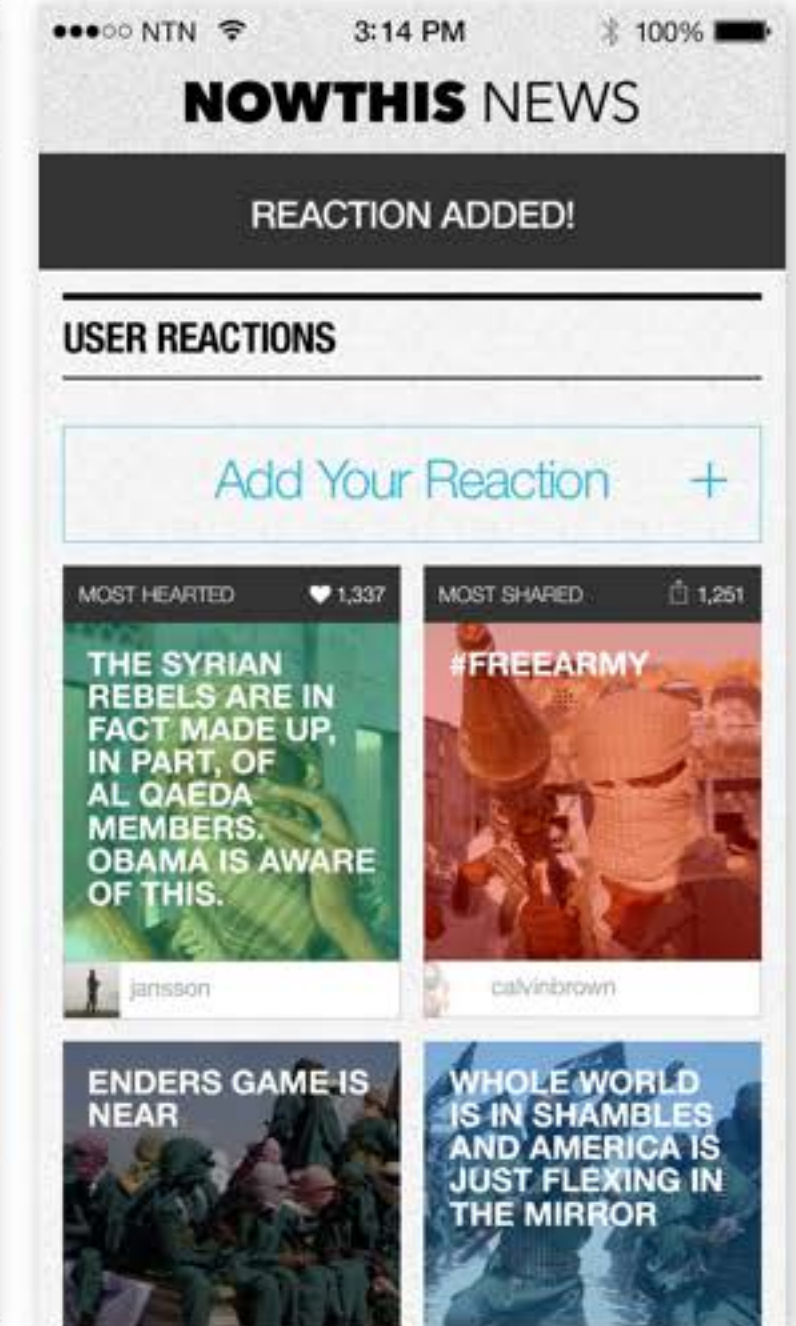 NTN 3:14 PM 100%
NOWTHIS NEWS
REACTION ADDED!
USER REACTIONS
Add Your Reaction +
MOST HEARTED 1,337
THE SYRIAN
REBELS ARE IN
FACT MADE UP,
IN PART, OF
AL QAEDA
MEMBERS.
OBAMA IS AWARE
OF THIS.
jansson
MOST SHARED 1,251
#FREEARMY
calvinbrown
ENDERS GAME IS
NEAR
WHOLE WORLD
IS IN SHAMBLES
AND AMERICA IS
JUST FLEXING IN
THE MIRROR